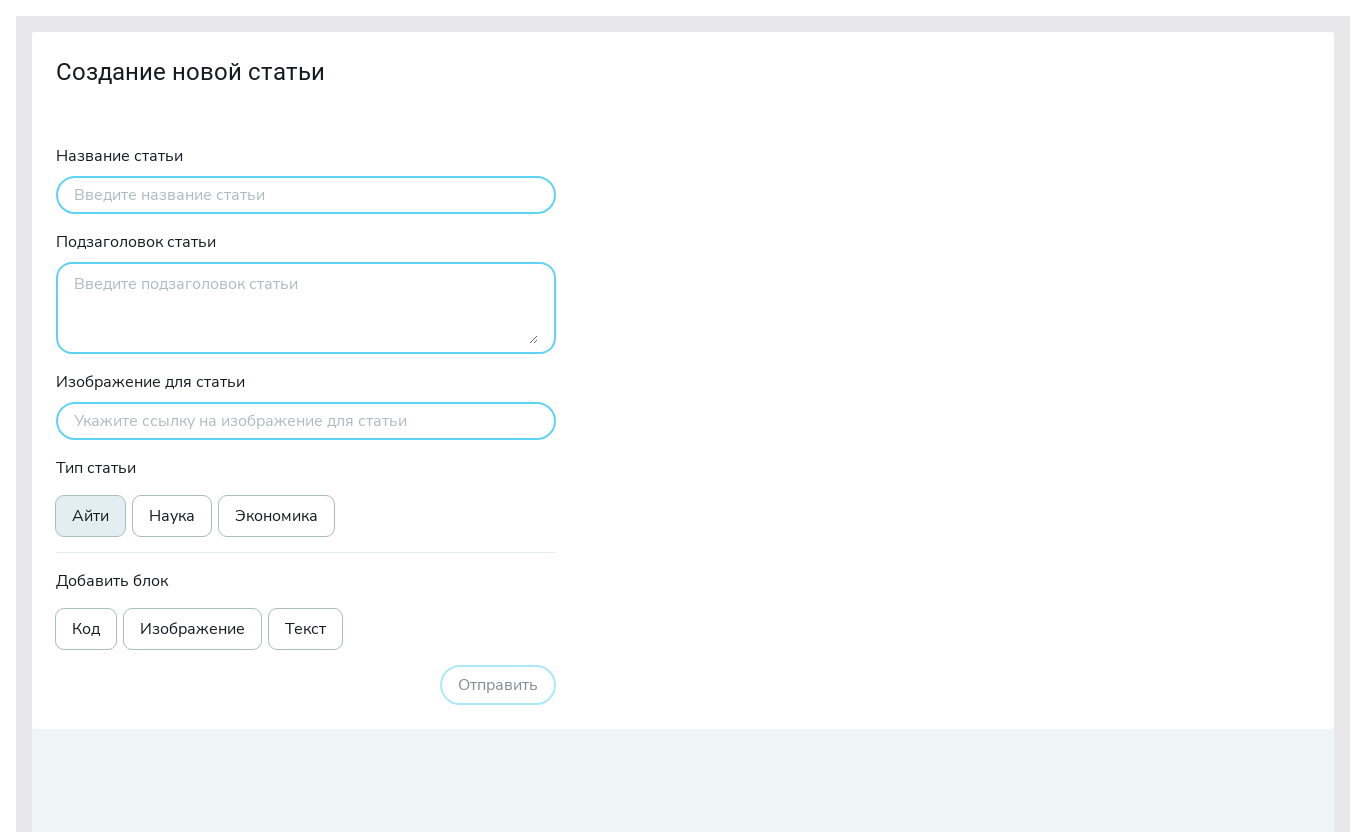 Создание новой статьи
Название статьи
Введите название статьи
Подзаголовок статьи
Введите подзаголовок статьи
Изображение для статьи
Укажите ссылку на изображение для статьи
Тип статьи
Айти Наука Экономика
Добавить блок
Код Изображение Текст
Отправить